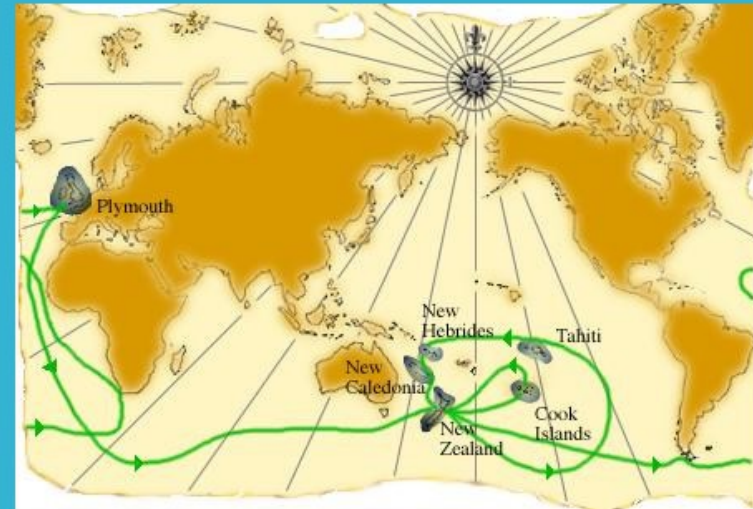 Plymouth
New
Hebrides
Tahiti
New
Caledonia
Cook
Islands
New
Zealand